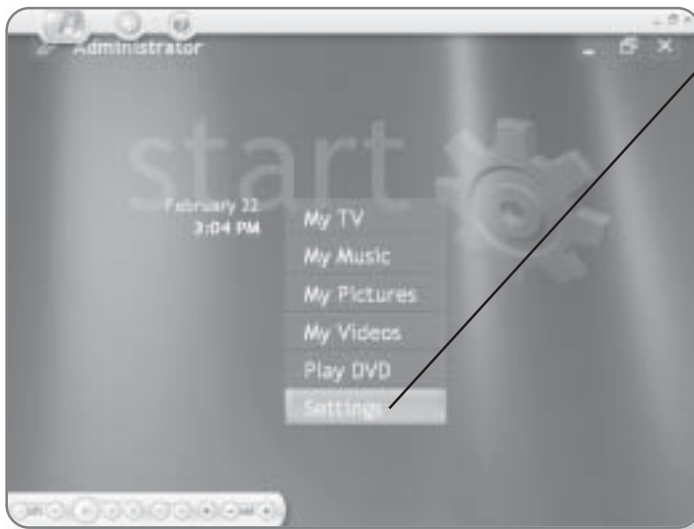 Administrator
start
February 22
3:04 PM
My TV
My Music
My Pictures
My Videos
Play DVD
Settings